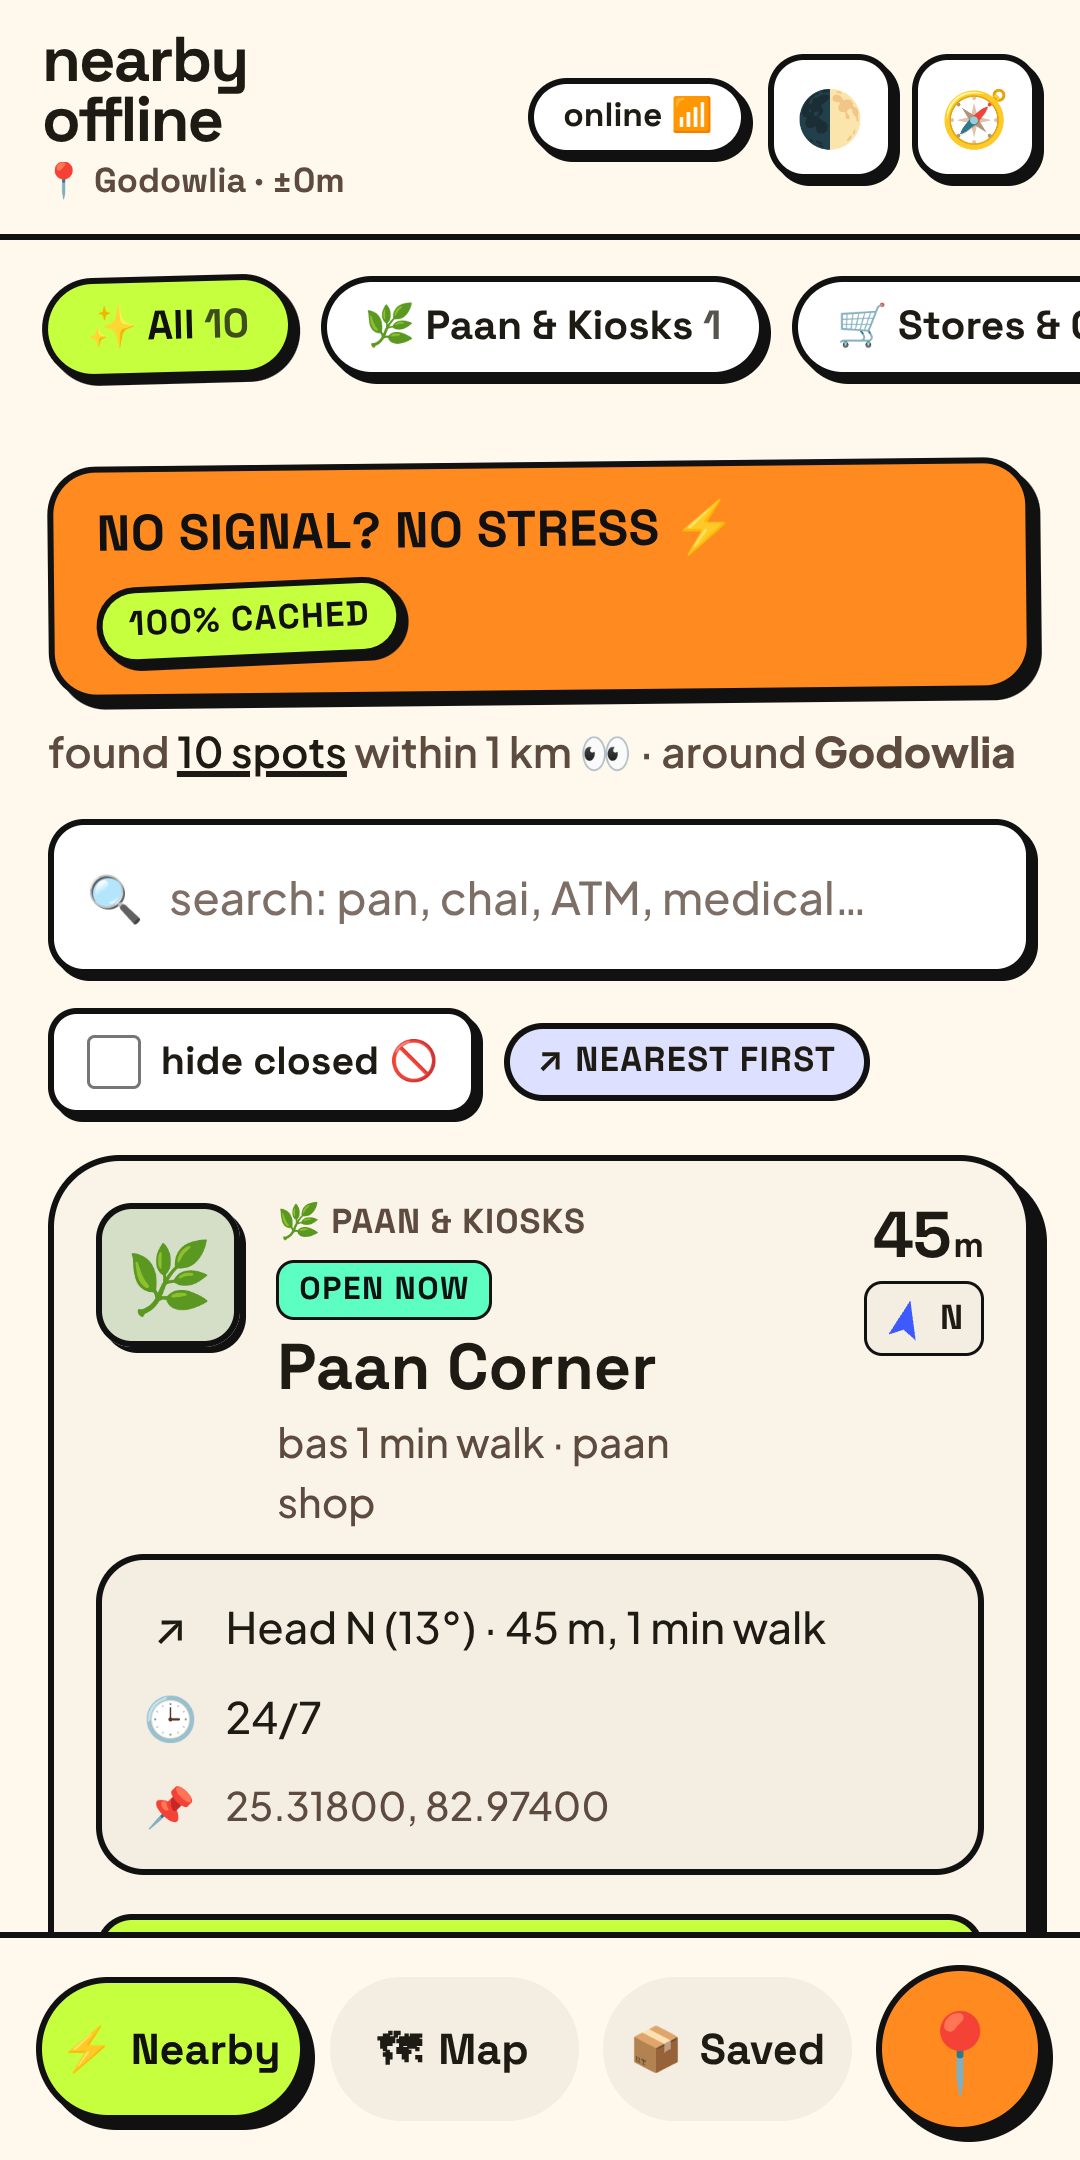 nearby
offline
📍 Godowlia · ±0m
online 📶
✨ All 10
🌿 Paan & Kiosks 1
🛒 Stores &
NO SIGNAL? NO STRESS ⚡
100% CACHED
found 10 spots within 1 km 👀 · around Godowlia
🔍 search: pan, chai, ATM, medical...
hide closed 🚫
↗ NEAREST FIRST
🌿 PAAN & KIOSKS
45m
OPEN NOW
N
Paan Corner
bas 1 min walk · paan
shop
↗ Head N (13°) · 45 m, 1 min walk
🕒 24/7
📌 25.31800, 82.97400
⚡ Nearby
🗺 Map
📦 Saved